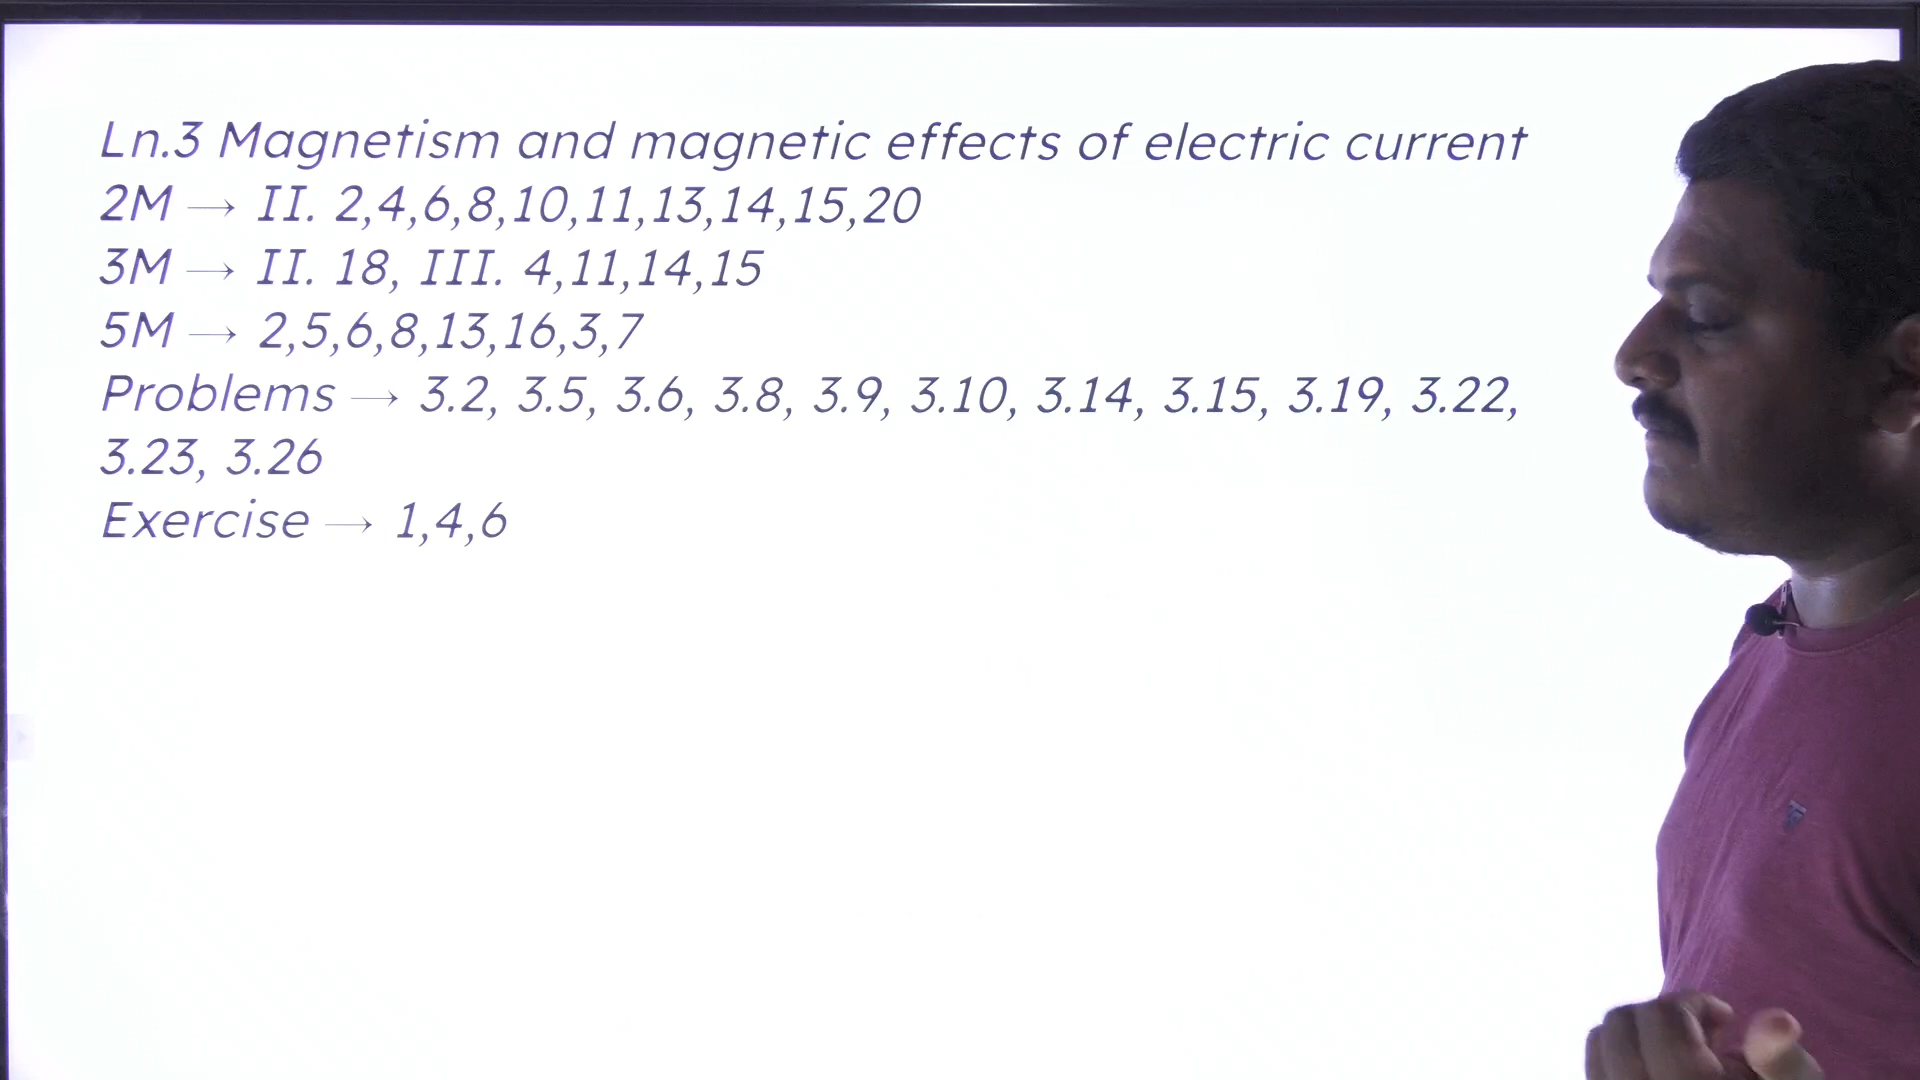 Ln.3 Magnetism and magnetic effects of electric current
2M → II. 2,4,6,8,10,11,13,14,15,20
3M → II. 18, III. 4,11,14,15
5M → 2,5,6,8,13,16,3,7
Problems → 3.2, 3.5, 3.6, 3.8, 3.9, 3.10, 3.14, 3.15, 3.19, 3.22,
3.23, 3.26
Exercise → 1,4,6